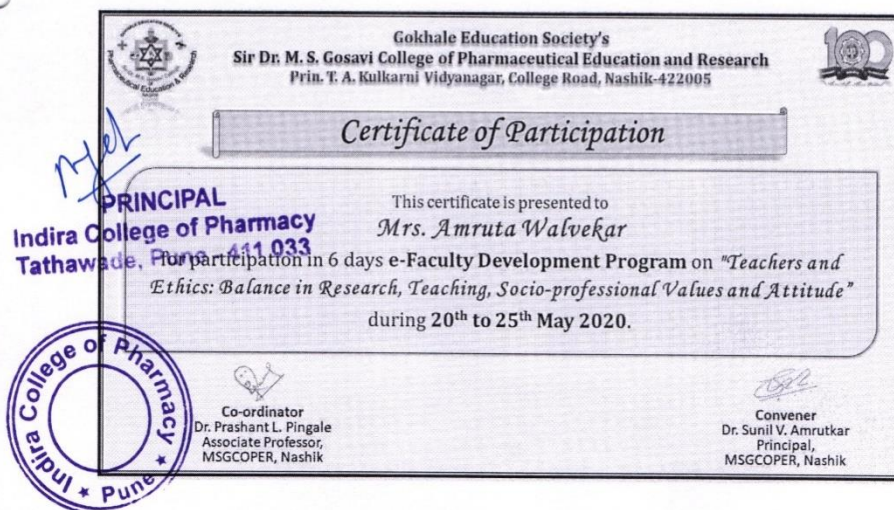 Gokhale Education Society's
Sir Dr. M. S. Gosavi College of Pharmaceutical Education and Research
Prin. T. A. Kulkarni Vidyanagar, College Road, Nashik-422005
Certificate of Participation
PRINCIPAL
Indira College of Pharmacy
Tathawade, Pune - 411 033
This certificate is presented to
Mrs. Amruta Walvekar
For participation in 6 days e-Faculty Development Program on "Teachers and
Ethics: Balance in Research, Teaching, Socio-professional Values and Attitude"
during 20th to 25th May 2020.
Indira College of Pharmacy
★ Pune ★
Co-ordinator
Dr. Prashant L. Pingale
Associate Professor,
MSGCOPER, Nashik
Convener
Dr. Sunil V. Amrutkar
Principal,
MSGCOPER, Nashik